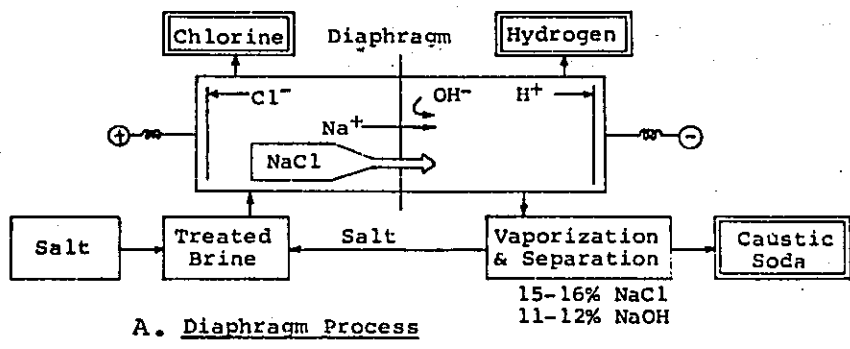 Chlorine
Diaphragm
Hydrogen
Cl⁻
OH⁻
H⁺
Na⁺
+
-
NaCl
Salt
Treated
Brine
Salt
Vaporization
& Separation
Caustic
Soda
15-16% NaCl
11-12% NaOH
A. Diaphragm Process